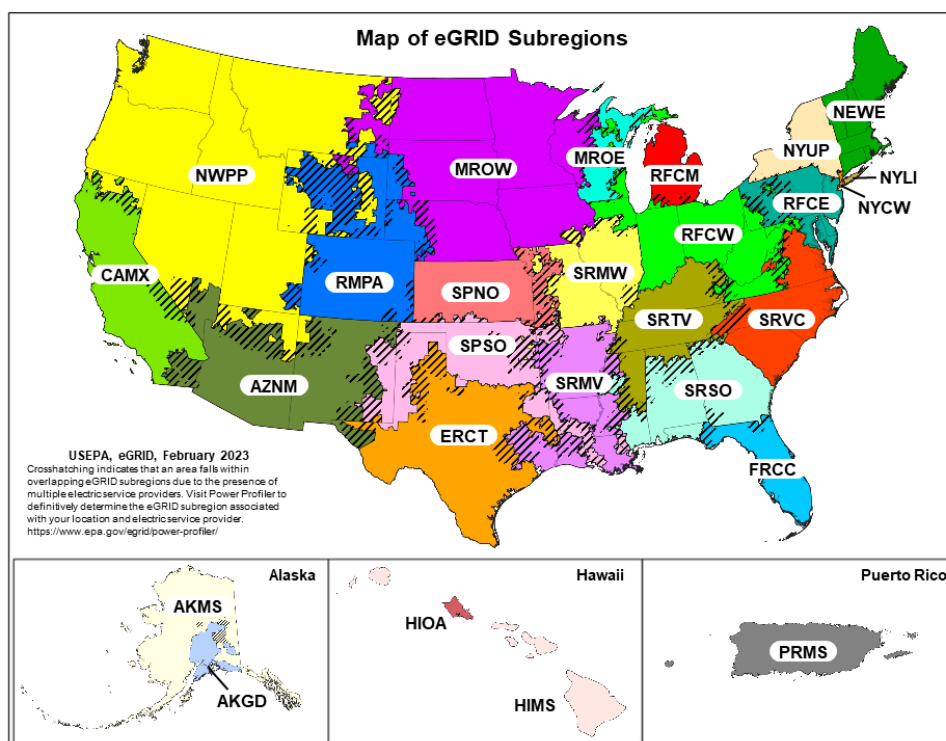 Map of eGRID Subregions
NEWE
NYUP
MROE
NWPP
MROW
RFCM
NYLI
RFCE
NYCW
RFCW
CAMX
SRMW
RMPA
SPNO
SRTV
SRVC
SPSO
AZNM
SRMV
SRSO
ERCT
FRCC
USEPA, eGRID, February 2023
Crosshatching indicates that an area falls within
overlapping eGRID subregions due to the presence of
multiple electric service providers. Visit Power Profiler to
definitively determine the eGRID subregion associated
with your location and electric service provider.
https://www.epa.gov/egrid/power-profiler/
Alaska
AKMS
AKGD
Hawaii
HIOA
HIMS
Puerto Rico
PRMS